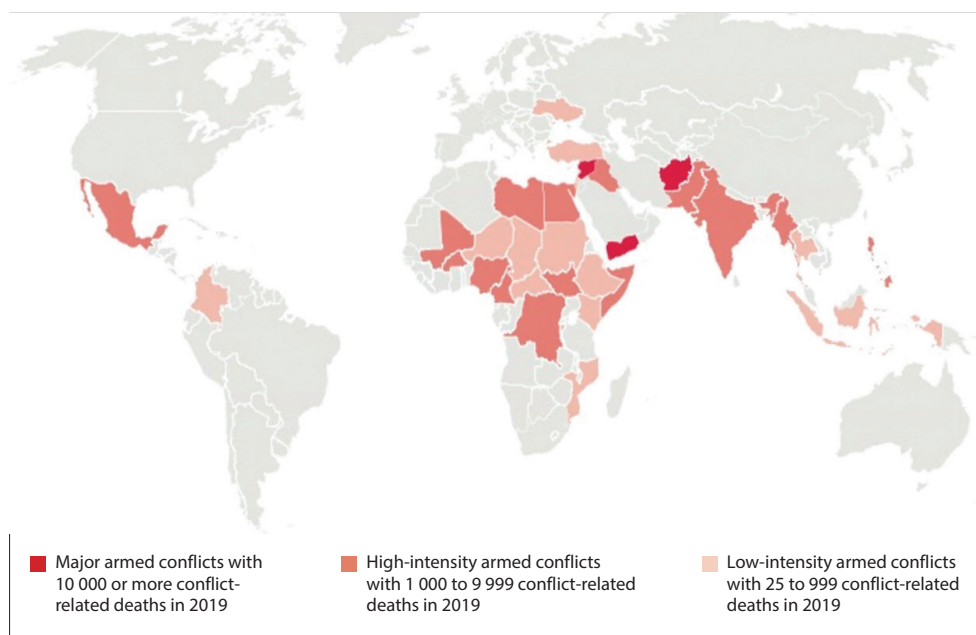 Major armed conflicts with
10 000 or more conflict-
related deaths in 2019
High-intensity armed conflicts
with 1 000 to 9 999 conflict-related
deaths in 2019
Low-intensity armed conflicts
with 25 to 999 conflict-related
deaths in 2019